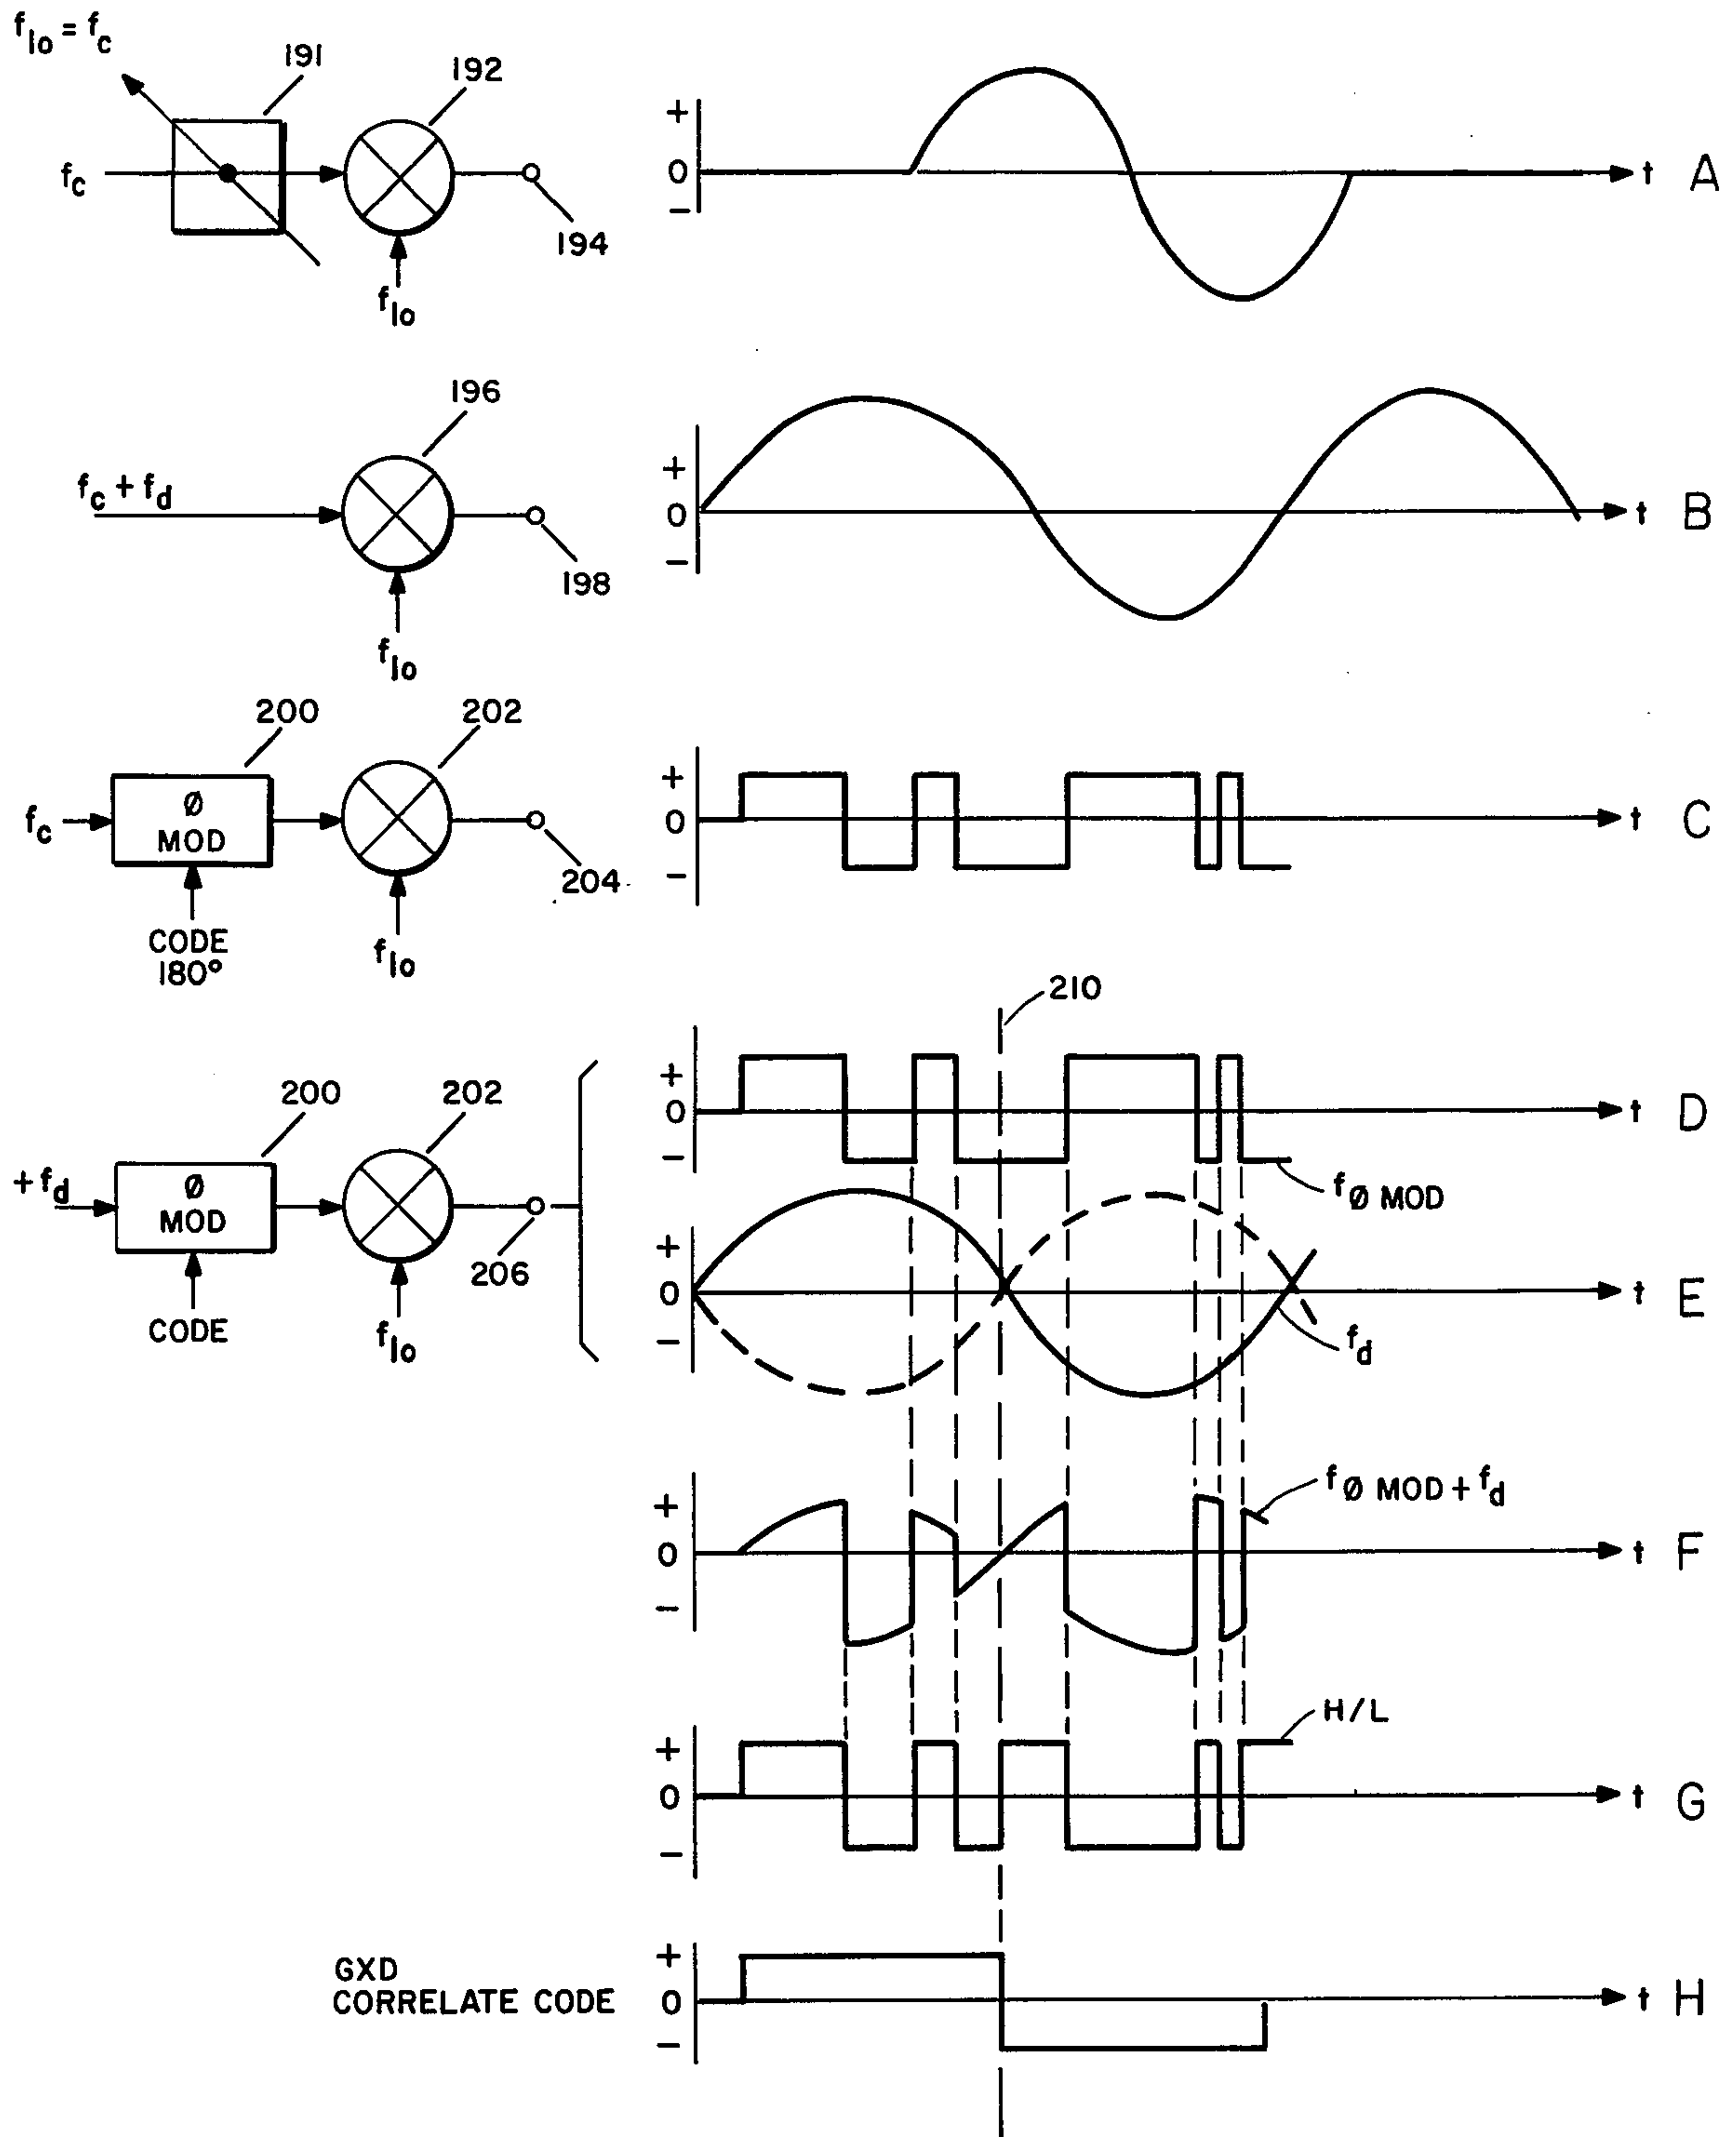 f_lo = f_c
191
192
f_c
194
f_lo
+
0
−
t
A
196
f_c + f_d
198
f_lo
+
0
−
t
B
200
202
f_c
Ø
MOD
204
CODE
180°
f_lo
+
0
−
t
C
210
200
202
+f_d
Ø
MOD
206
CODE
f_lo
+
0
−
t
D
f_Ø MOD
+
0
−
t
E
f_d
f_Ø MOD + f_d
+
0
−
t
F
H/L
+
0
−
t
G
GXD
CORRELATE CODE
+
0
−
t
H